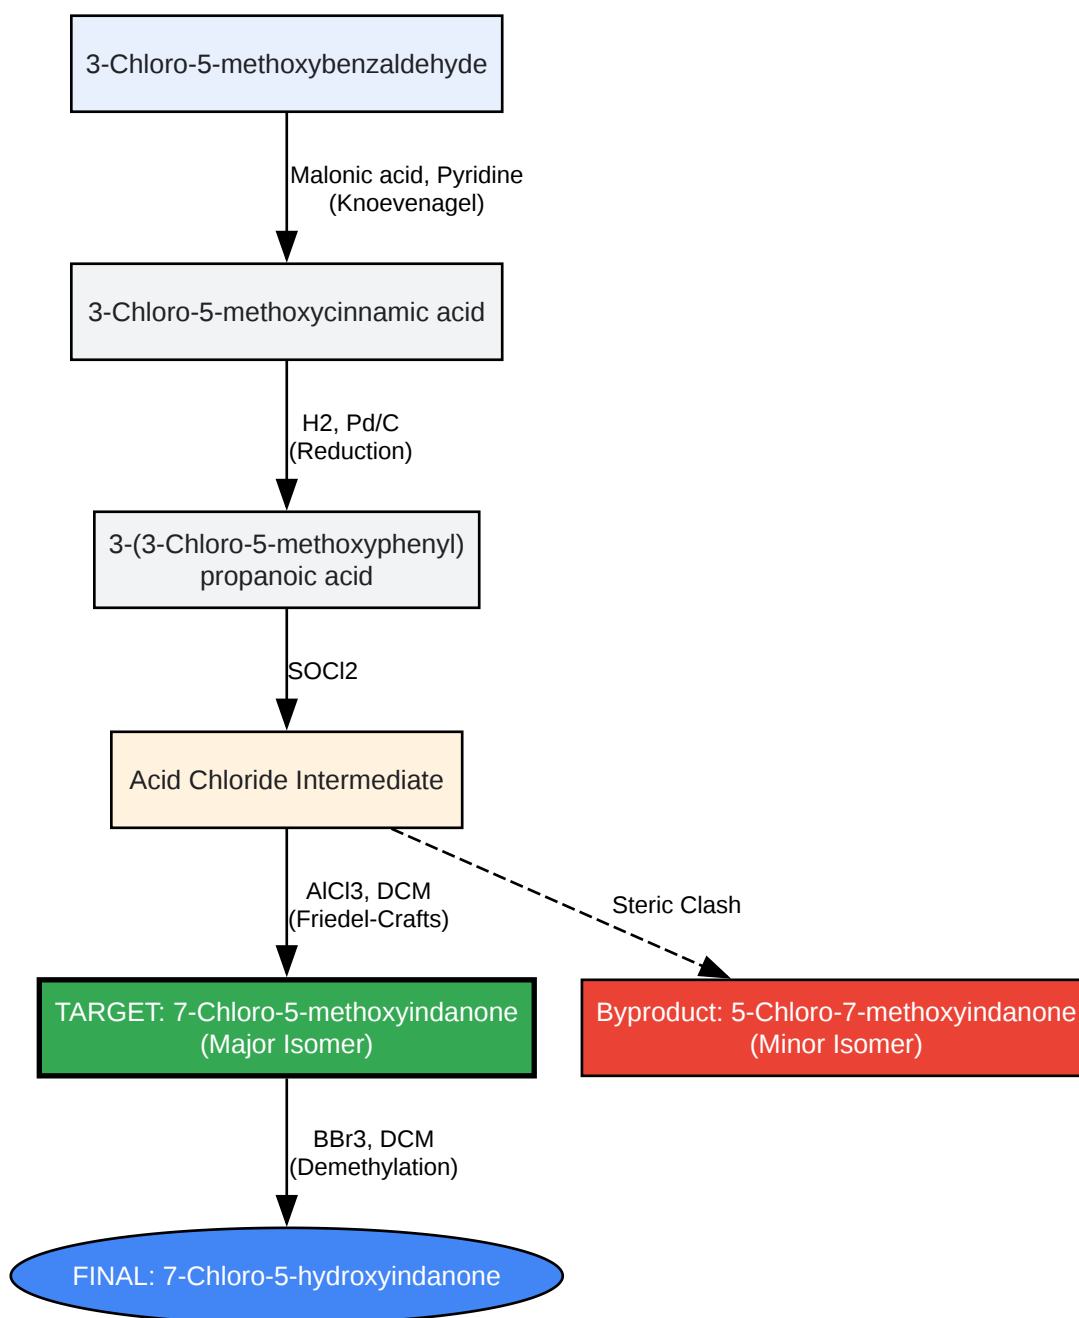 3-Chloro-5-methoxybenzaldehyde
Malonic acid, Pyridine
(Knoevenagel)
3-Chloro-5-methoxycinnamic acid
H2, Pd/C
(Reduction)
3-(3-Chloro-5-methoxyphenyl)
propanoic acid
SOCl2
Acid Chloride Intermediate
AlCl3, DCM
(Friedel-Crafts)
Steric Clash
TARGET: 7-Chloro-5-methoxyindanone
(Major Isomer)
Byproduct: 5-Chloro-7-methoxyindanone
(Minor Isomer)
BBr3, DCM
(Demethylation)
FINAL: 7-Chloro-5-hydroxyindanone